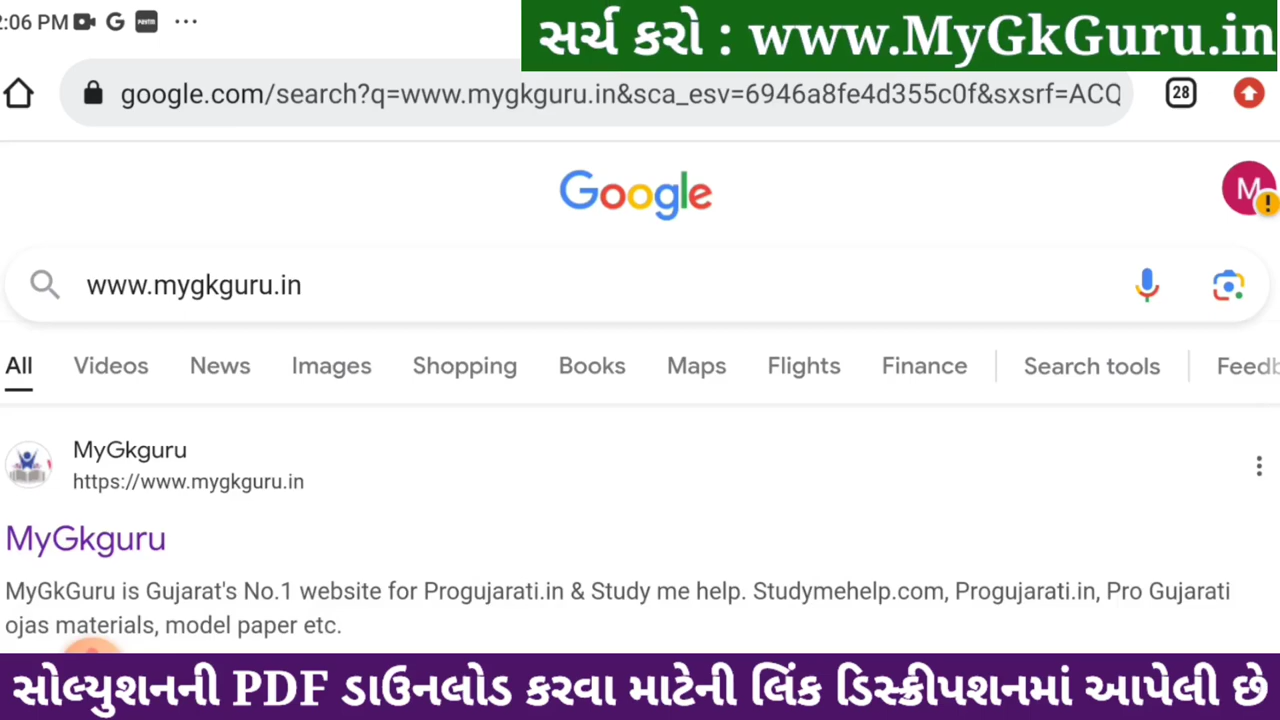 2:06 PM G Paytm ...
સર્ચ કરો : www.MyGkGuru.in
google.com/search?q=www.mygkguru.in&sca_esv=6946a8fe4d355c0f&sxsrf=ACQ
28
Google
M
www.mygkguru.in
All Videos News Images Shopping Books Maps Flights Finance Search tools Feedb
MyGkguru
https://www.mygkguru.in
MyGkguru
MyGkGuru is Gujarat's No.1 website for Progujarati.in & Study me help. Studymehelp.com, Progujarati.in, Pro Gujarati
ojas materials, model paper etc.
સોલ્યુશનની PDF ડાઉનલોડ કરવા માટેની લિંક ડિસ્ક્રીપશનમાં આપેલી છે